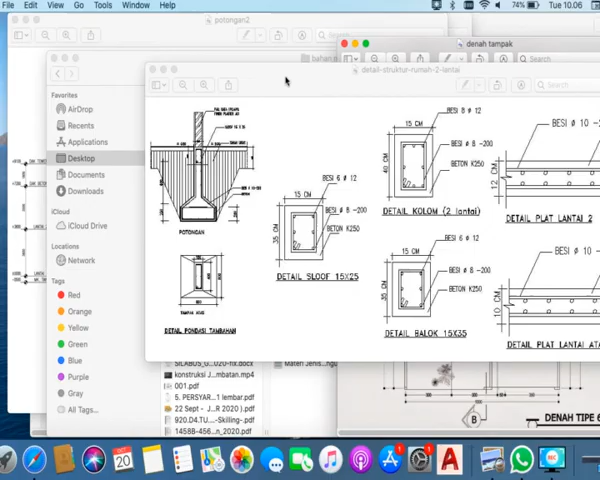 File Edit View Go Tools Window Help
74% Tue 10.06
potongan2
Search
denah tampak
Search
detail-struktur-rumah-2-lantai
Search
Favorites
AirDrop
Recents
Applications
Desktop
Documents
Downloads
iCloud
iCloud Drive
Locations
Network
Tags
Red
Orange
Yellow
Green
Blue
Purple
Gray
All Tags...
POTONGAN
TAMPAK ATAS
DETAIL PONDASI TAMBAHAN
BESI 6 ø 12
15 CM
BESI ø 8 -200
35 CM
BETON K250
DETAIL SLOOF 15X25
BESI 8 ø 12
15 CM
BESI ø 8 -200
40 CM
BETON K250
DETAIL KOLOM (2 lantai)
BESI 6 ø 12
15 CM
BESI ø 8 -200
35 CM
BETON K250
DETAIL BALOK 15X35
BESI ø 10 -
12 CM
DETAIL PLAT LANTAI 2
BESI ø 10 -
10 CM
DETAIL PLAT LANTAI ATA
SILABUS_G...020-fix.docx
konstruksi J...mbatan.mp4
001.pdf
5. PERSYAR...1 lembar.pdf
22 Sept - (...R 2020 ).pdf
920.D4.TU...-Skilling-.pdf
14588-456...n_2020.pdf
Materi Jenis...
B
DENAH TIPE 6
OCT
20